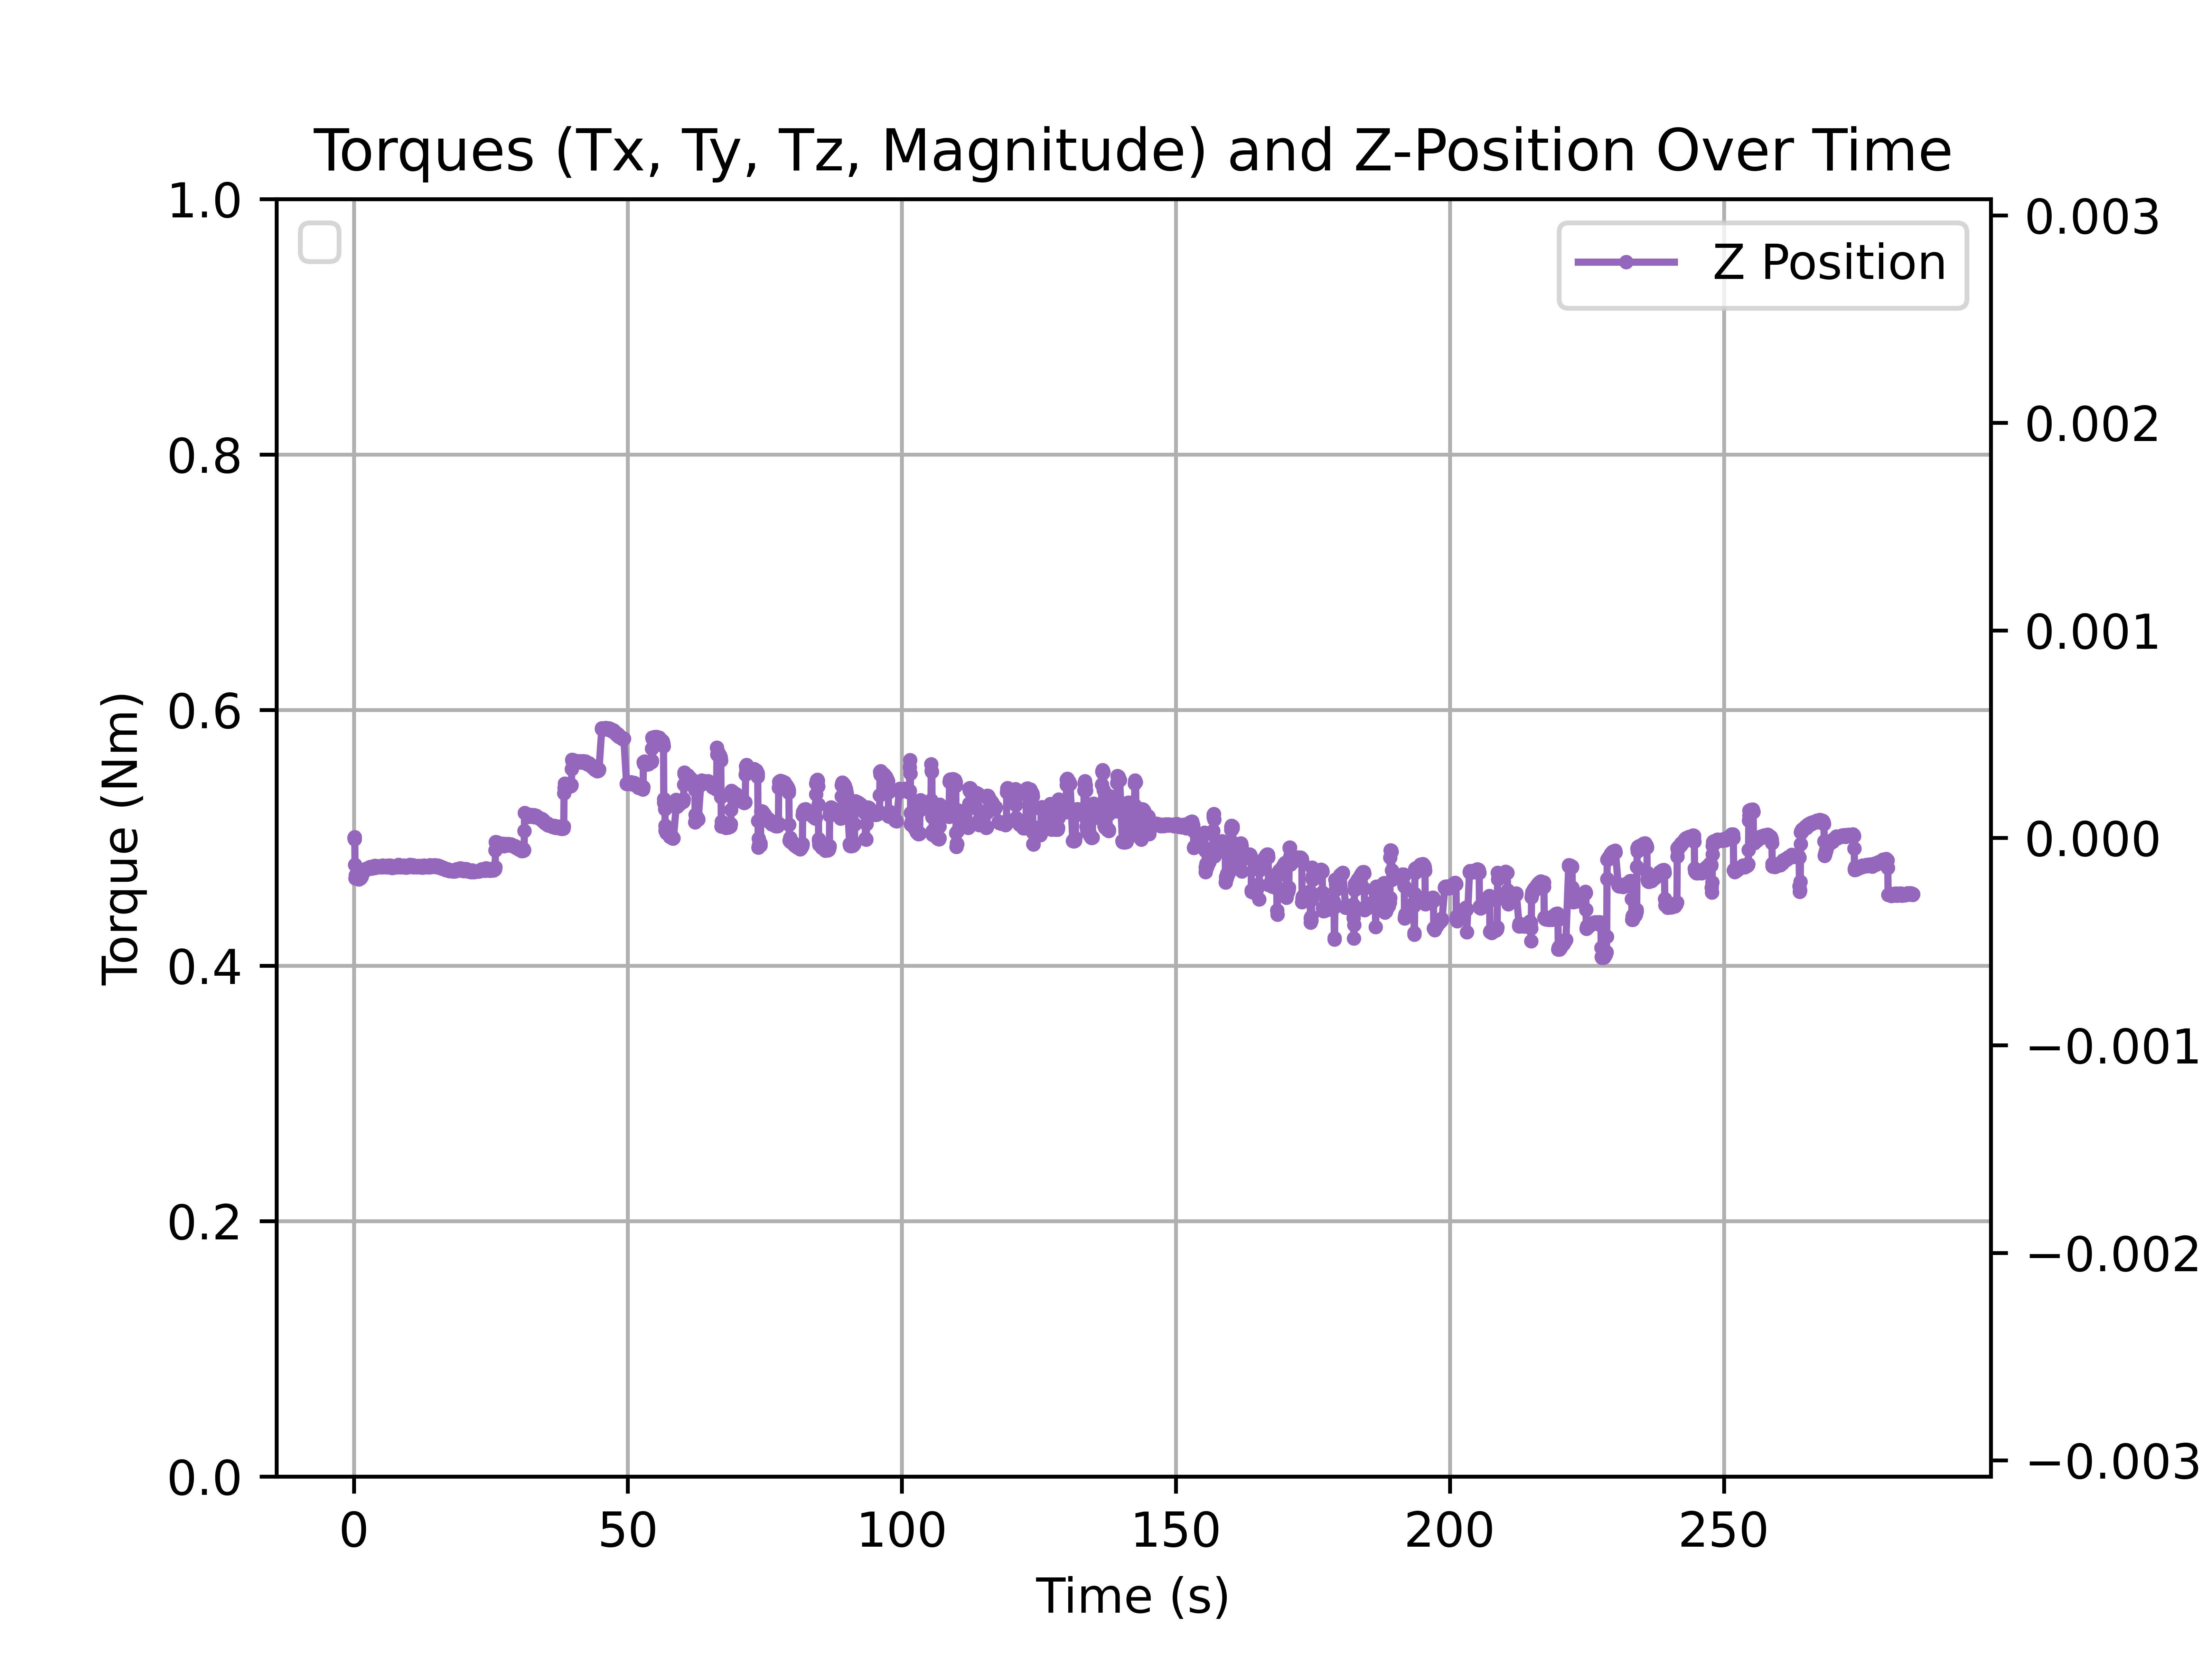 Torques (Tx, Ty, Tz, Magnitude) and Z-Position Over Time
Z Position
Torque (Nm)
1.0
0.8
0.6
0.4
0.2
0.0
0.003
0.002
0.001
0.000
−0.001
−0.002
−0.003
0 50 100 150 200 250
Time (s)